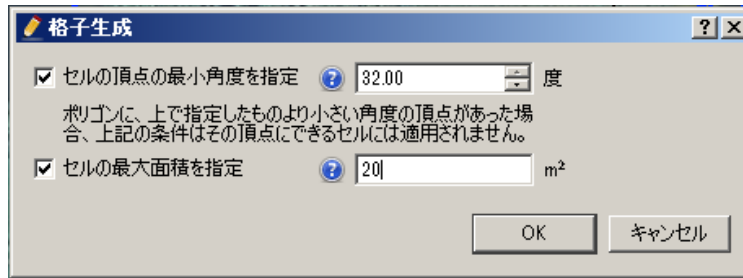 格子生成
セルの頂点の最小角度を指定 32.00 度
ポリゴンに、上で指定したものより小さい角度の頂点があった場
合、上記の条件はその頂点にできるセルには適用されません。
セルの最大面積を指定 20 m²
OK キャンセル